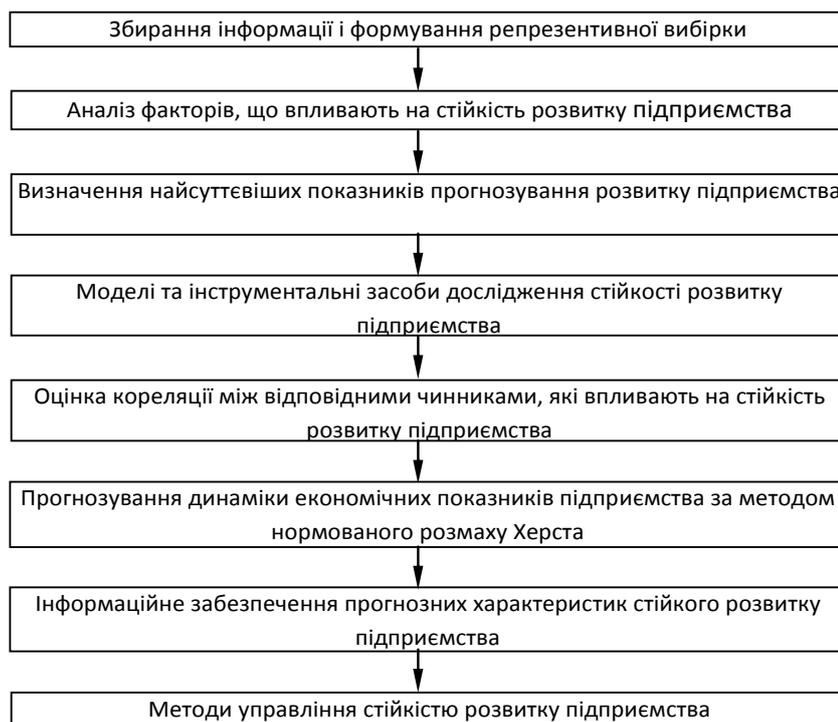 Збирання інформації і формування репрезентивної вибірки
Аналіз факторів, що впливають на стійкість розвитку підприємства
Визначення найсуттєвіших показників прогнозування розвитку підприємства
Моделі та інструментальні засоби дослідження стійкості розвитку
підприємства
Оцінка кореляції між відповідними чинниками, які впливають на стійкість
розвитку підприємства
Прогнозування динаміки економічних показників підприємства за методом
нормованого розмаху Херста
Інформаційне забезпечення прогнозних характеристик стійкого розвитку
підприємства
Методи управління стійкістю розвитку підприємства